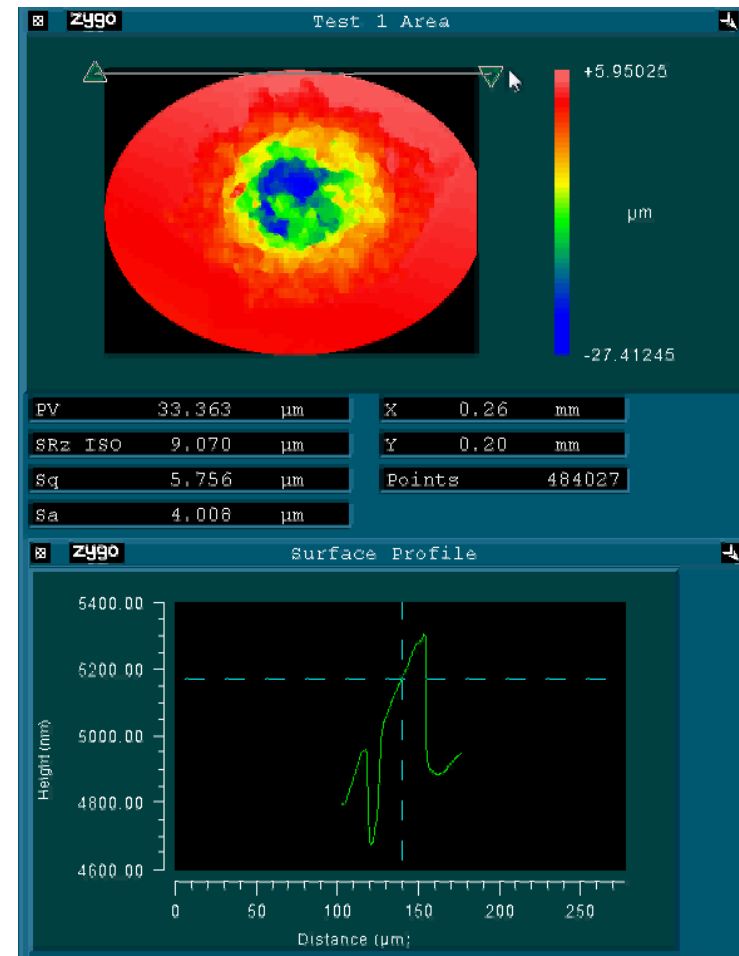 zygo Test 1 Area
+5.95025
µm
-27.41245
PV 33.363 µm X 0.26 mm
SRz ISO 9.070 µm Y 0.20 mm
Sq 5.756 µm Points 484027
Sa 4.008 µm
zygo Surface Profile
5400.00
5200.00
5000.00
4800.00
4600.00
Height (nm)
0 50 100 150 200 250
Distance (µm)